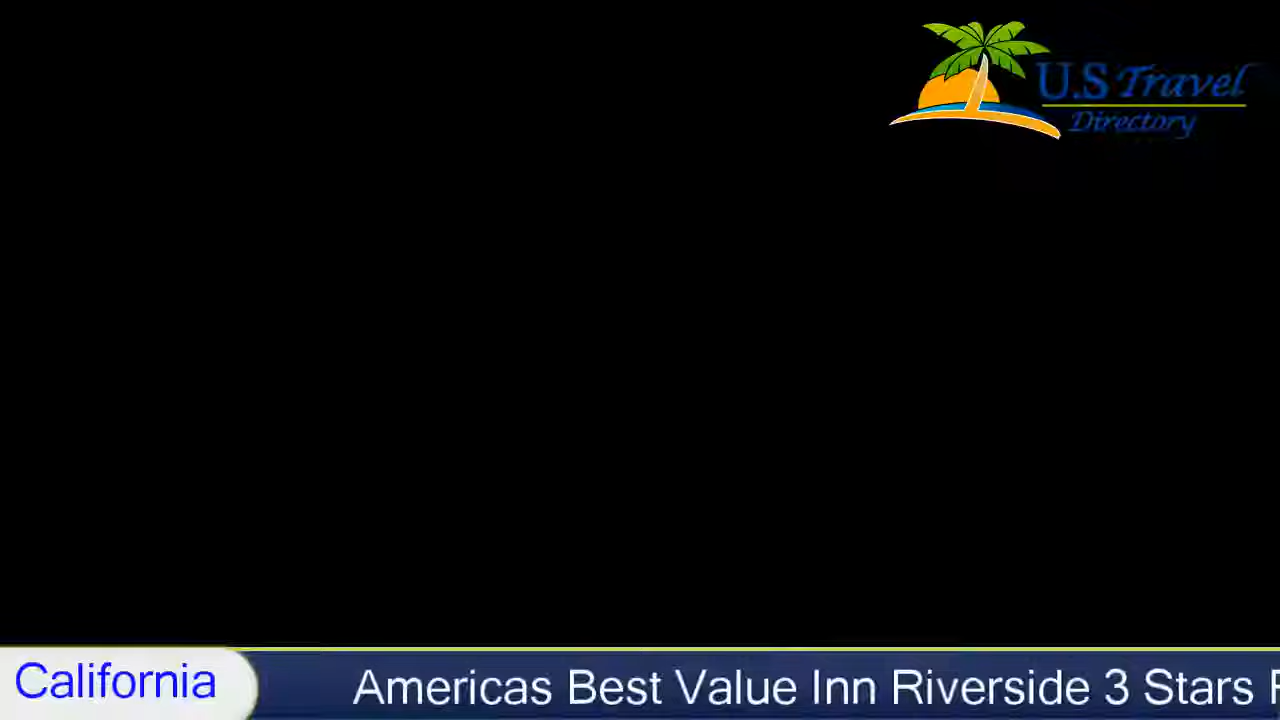 U.S Travel
Directory
California
Americas Best Value Inn Riverside 3 Stars